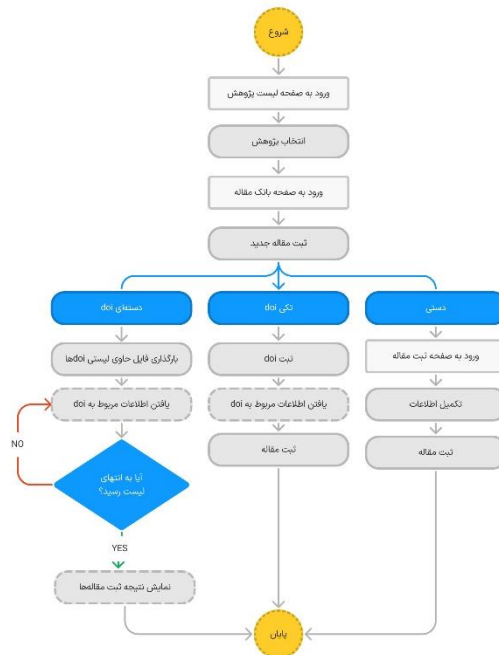 شروع
ورود به صفحه لیست پژوهش
انتخاب پژوهش
ورود به صفحه بانک مقاله
ثبت مقاله جدید
دستی
تکی doi
دسته‌ای doi
ورود به صفحه ثبت مقاله
ثبت doi
بارگذاری فایل حاوی لیستی doiها
تکمیل اطلاعات
یافتن اطلاعات مربوط به doi
یافتن اطلاعات مربوط به doi
ثبت مقاله
ثبت مقاله
NO
آیا به انتهای
لیست رسید؟
YES
نمایش نتیجه ثبت مقاله‌ها
پایان